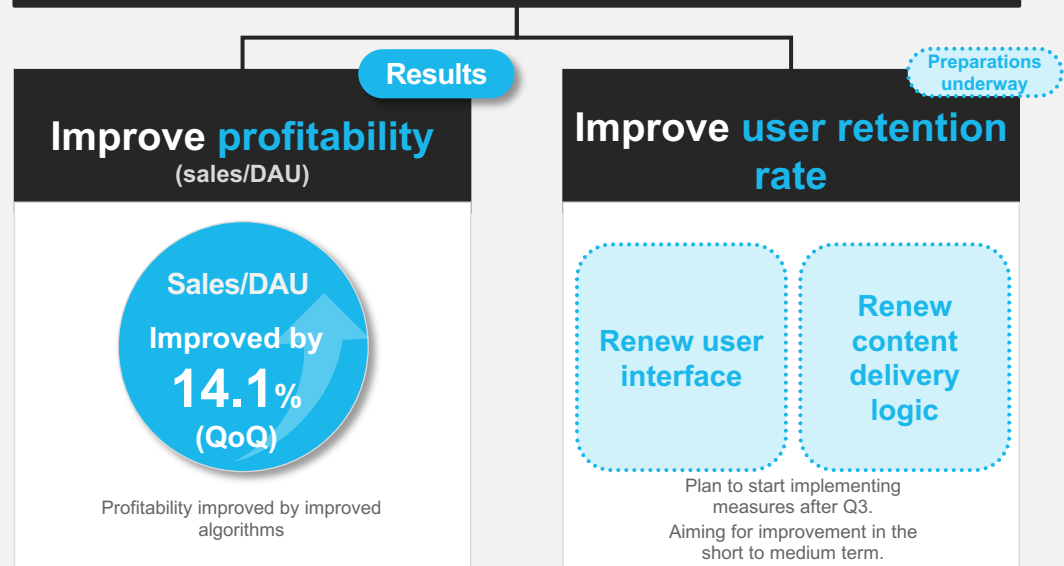 Results
Improve profitability
(sales/DAU)
Sales/DAU
Improved by
14.1%
(QoQ)
Profitability improved by improved
algorithms
Preparations
underway
Improve user retention
rate
Renew user
interface
Renew
content
delivery
logic
Plan to start implementing
measures after Q3.
Aiming for improvement in the
short to medium term.